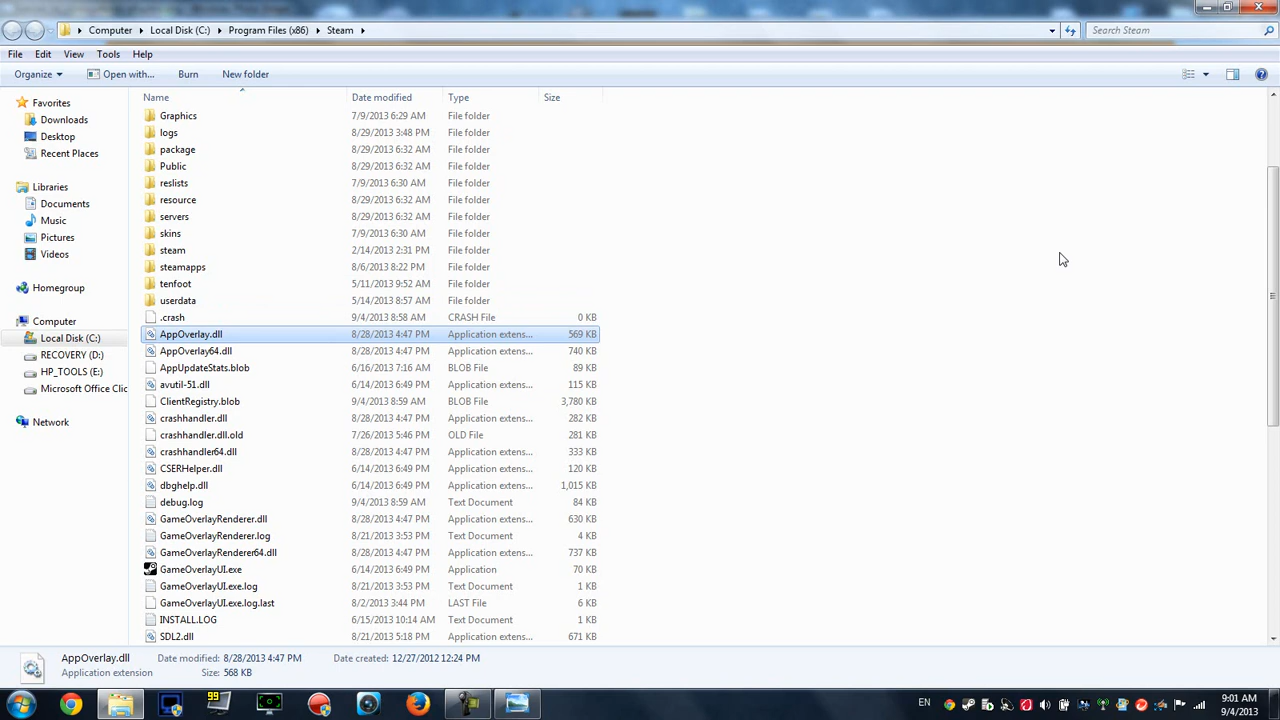 Computer Local Disk (C:) Program Files (x86) Steam Search Steam
File Edit View Tools Help
Organize Open with... Burn New folder
Name Date modified Type Size
Favorites
Downloads
Desktop
Recent Places
Libraries
Documents
Music
Pictures
Videos
Homegroup
Computer
Local Disk (C:)
RECOVERY (D:)
HP_TOOLS (E:)
Microsoft Office Clic
Network
Graphics 7/9/2013 6:29 AM File folder
logs 8/29/2013 3:48 PM File folder
package 8/29/2013 6:32 AM File folder
Public 8/29/2013 6:32 AM File folder
reslists 7/9/2013 6:30 AM File folder
resource 8/29/2013 6:32 AM File folder
servers 8/29/2013 6:32 AM File folder
skins 7/9/2013 6:30 AM File folder
steam 2/14/2013 2:31 PM File folder
steamapps 8/6/2013 8:22 PM File folder
tenfoot 5/11/2013 9:52 AM File folder
userdata 5/14/2013 8:57 AM File folder
.crash 9/4/2013 8:58 AM CRASH File 0 KB
AppOverlay.dll 8/28/2013 4:47 PM Application extens... 569 KB
AppOverlay64.dll 8/28/2013 4:47 PM Application extens... 740 KB
AppUpdateStats.blob 6/16/2013 7:16 AM BLOB File 89 KB
avutil-51.dll 6/14/2013 6:49 PM Application extens... 115 KB
ClientRegistry.blob 9/4/2013 8:59 AM BLOB File 3,780 KB
crashhandler.dll 8/28/2013 4:47 PM Application extens... 282 KB
crashhandler.dll.old 7/26/2013 5:46 PM OLD File 281 KB
crashhandler64.dll 8/28/2013 4:47 PM Application extens... 333 KB
CSERHelper.dll 6/14/2013 6:49 PM Application extens... 120 KB
dbghelp.dll 6/14/2013 6:49 PM Application extens... 1,015 KB
debug.log 9/4/2013 8:59 AM Text Document 84 KB
GameOverlayRenderer.dll 8/28/2013 4:47 PM Application extens... 630 KB
GameOverlayRenderer.log 8/21/2013 3:53 PM Text Document 4 KB
GameOverlayRenderer64.dll 8/28/2013 4:47 PM Application extens... 737 KB
GameOverlayUI.exe 6/14/2013 6:49 PM Application 70 KB
GameOverlayUI.exe.log 8/21/2013 3:53 PM Text Document 1 KB
GameOverlayUI.exe.log.last 8/2/2013 3:44 PM LAST File 6 KB
INSTALL.LOG 6/15/2013 10:14 AM Text Document 1 KB
SDL2.dll 8/21/2013 5:18 PM Application extens... 671 KB
AppOverlay.dll Date modified: 8/28/2013 4:47 PM Date created: 12/27/2012 12:24 PM
Application extension Size: 568 KB
99
EN
9:01 AM
9/4/2013